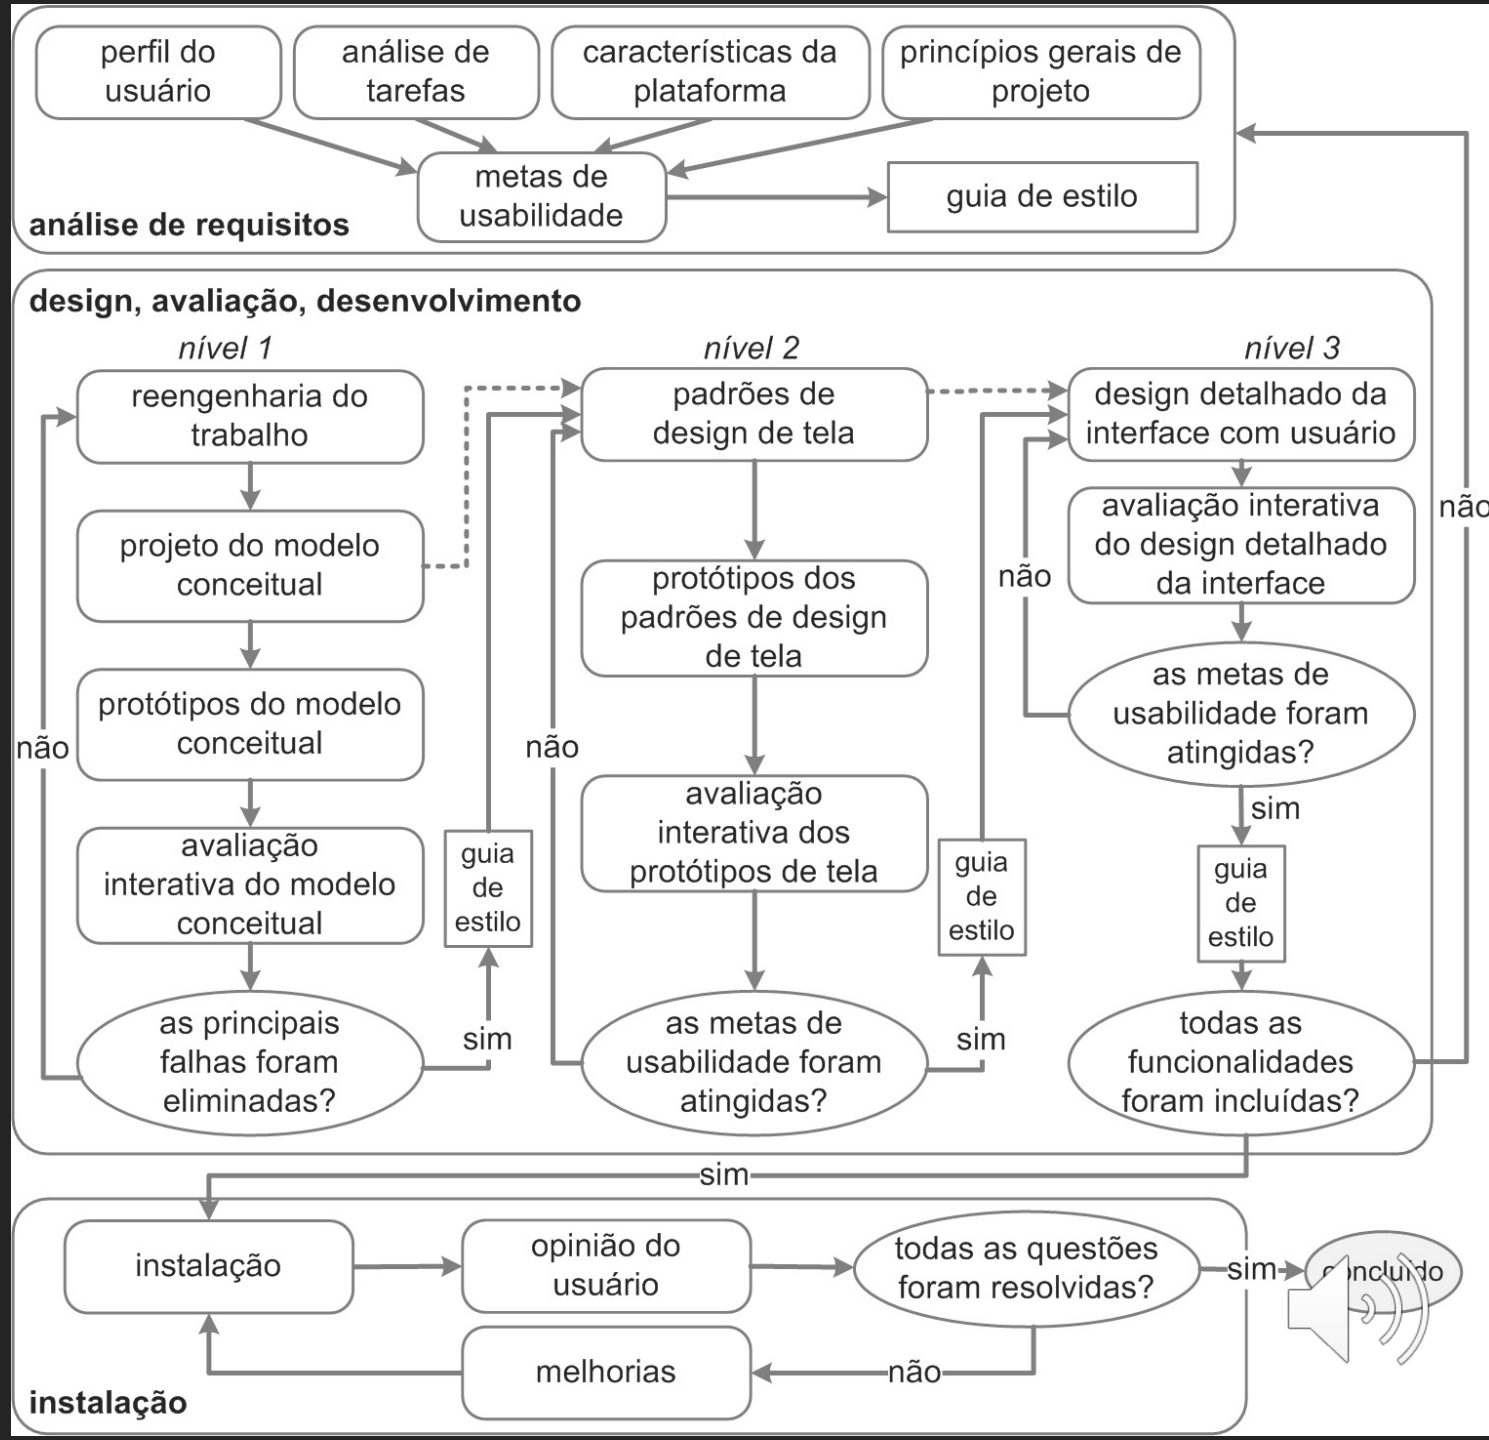 perfil do
usuário
análise de
tarefas
características da
plataforma
princípios gerais de
projeto
metas de
usabilidade
guia de estilo
análise de requisitos
design, avaliação, desenvolvimento
nível 1
reengenharia do
trabalho
projeto do modelo
conceitual
protótipos do modelo
conceitual
não
avaliação
interativa do modelo
conceitual
as principais
falhas foram
eliminadas?
sim
guia
de
estilo
nível 2
padrões de
design de tela
protótipos dos
padrões de design
de tela
não
avaliação
interativa dos
protótipos de tela
as metas de
usabilidade foram
atingidas?
sim
guia
de
estilo
nível 3
design detalhado da
interface com usuário
avaliação interativa
do design detalhado
da interface
não
as metas de
usabilidade foram
atingidas?
sim
guia
de
estilo
todas as
funcionalidades
foram incluídas?
não
sim
instalação
opinião do
usuário
todas as questões
foram resolvidas?
sim
concluído
não
melhorias
instalação